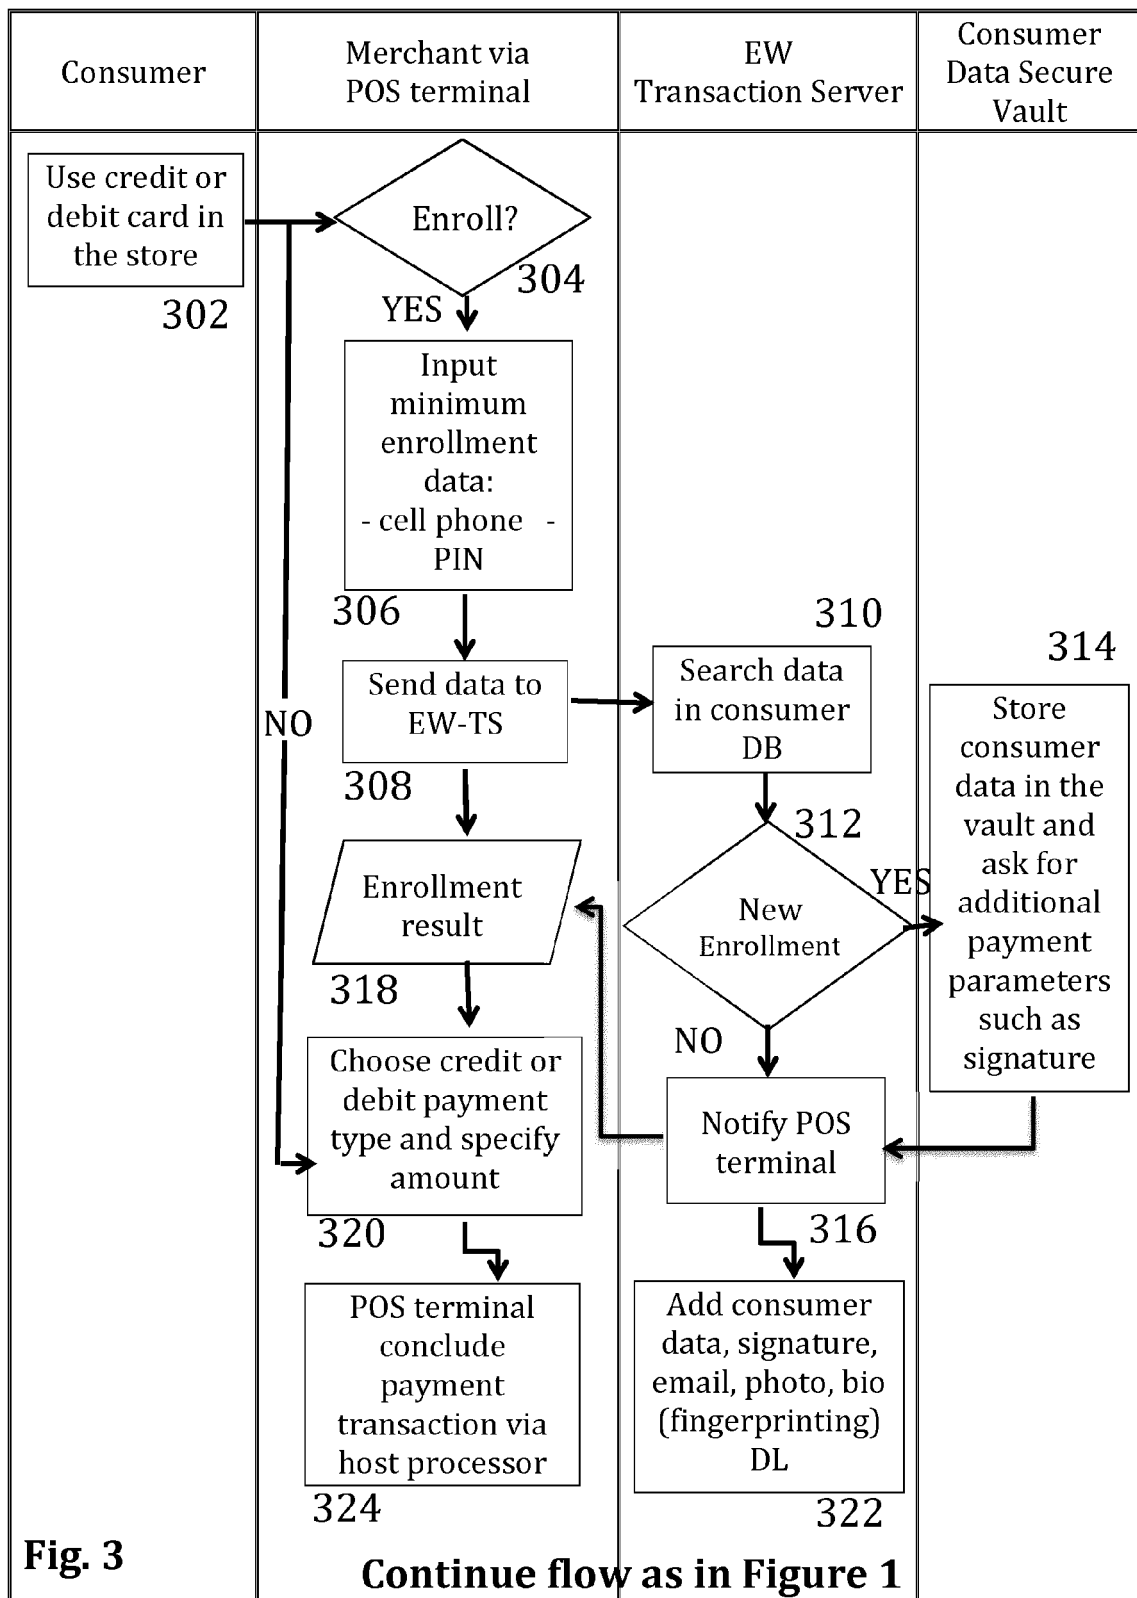 Consumer
Merchant via
POS terminal
EW
Transaction Server
Consumer
Data Secure
Vault
Use credit or
debit card in
the store
302
Enroll?
304
YES
Input
minimum
enrollment
data:
- cell phone -
PIN
306
Send data to
EW-TS
308
NO
310
Search data
in consumer
DB
312
New
Enrollment
YES
NO
314
Store
consumer
data in the
vault and
ask for
additional
payment
parameters
such as
signature
Enrollment
result
318
Choose credit or
debit payment
type and specify
amount
320
Notify POS
terminal
316
POS terminal
conclude
payment
transaction via
host processor
324
Add consumer
data, signature,
email, photo, bio
(fingerprinting)
DL
322
Fig. 3
Continue flow as in Figure 1